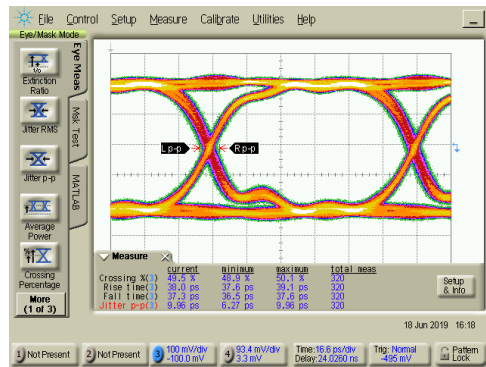 File Control Setup Measure Calibrate Utilities Help
Eye/Mask Mode
Extinction
Ratio
Jitter RMS
Jitter p-p
Average
Power
Crossing
Percentage
More
(1 of 3)
Eye Meas
Msk Test
MATLAB
L p-p
R p-p
Measure
current minimum maximum total meas
Crossing %(3) 49.5 % 48.9 % 50.1 % 320
Rise time(3) 38.0 ps 37.6 ps 39.1 ps 320
Fall time(3) 37.3 ps 36.5 ps 37.6 ps 320
Jitter p-p(3) 9.96 ps 6.27 ps 9.96 ps 320
Setup
& Info
18 Jun 2019 16:18
1) Not Present
2) Not Present
3) 100 mV/div
-100.0 mV
4) 93.4 mV/div
3.3 mV
Time:16.6 ps/div
Delay:24.0260 ns
Trig: Normal
-495 mV
Pattern
Lock